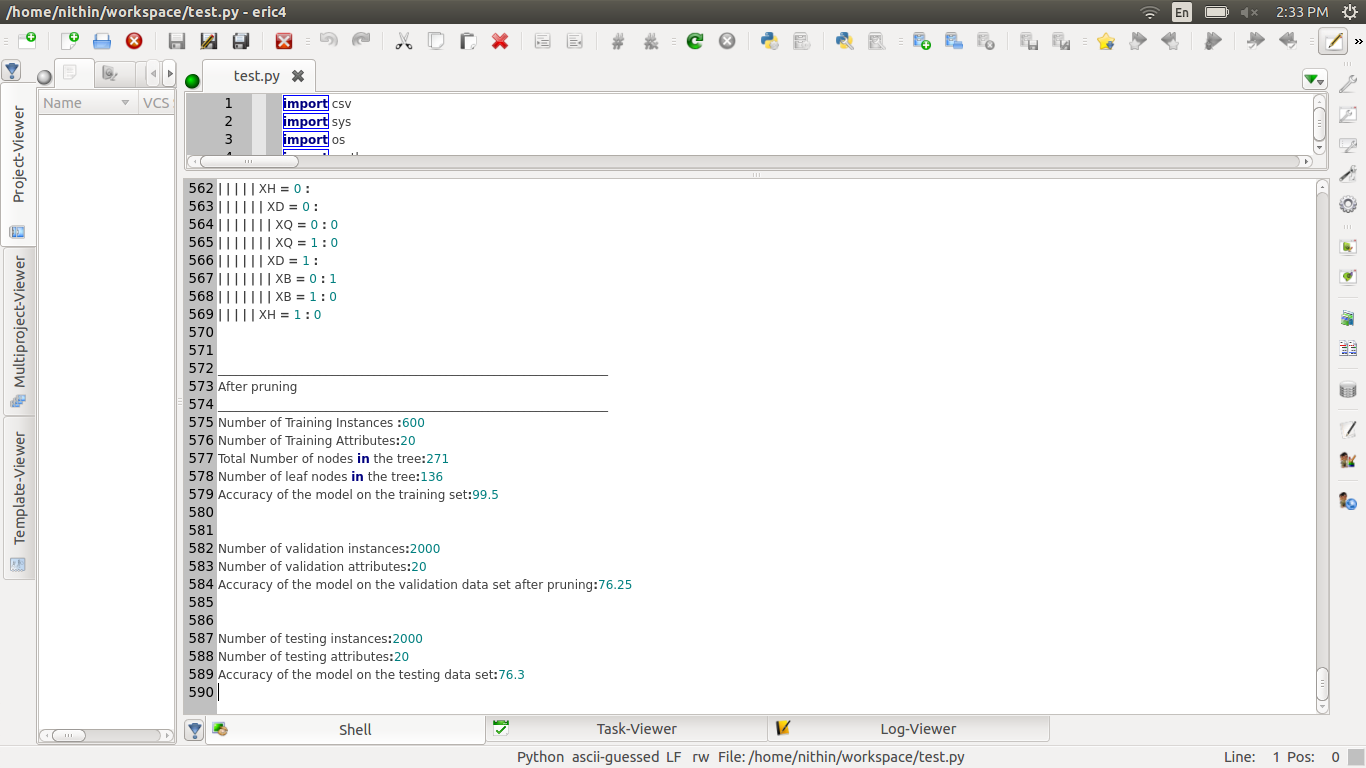 /home/nithin/workspace/test.py - eric4
En
2:33 PM
test.py
Name
VCS
1 import csv
2 import sys
3 import os
Project-Viewer
Multiproject-Viewer
Template-Viewer
562 | | | | | XH = 0 :
563 | | | | | | XD = 0 :
564 | | | | | | | XQ = 0 : 0
565 | | | | | | | XQ = 1 : 0
566 | | | | | | XD = 1 :
567 | | | | | | | XB = 0 : 1
568 | | | | | | | XB = 1 : 0
569 | | | | | XH = 1 : 0
570
571
572 ____________________________________________________________
573 After pruning
574 ____________________________________________________________
575 Number of Training Instances :600
576 Number of Training Attributes:20
577 Total Number of nodes in the tree:271
578 Number of leaf nodes in the tree:136
579 Accuracy of the model on the training set:99.5
580
581
582 Number of validation instances:2000
583 Number of validation attributes:20
584 Accuracy of the model on the validation data set after pruning:76.25
585
586
587 Number of testing instances:2000
588 Number of testing attributes:20
589 Accuracy of the model on the testing data set:76.3
590
Shell
Task-Viewer
Log-Viewer
Python ascii-guessed LF rw File: /home/nithin/workspace/test.py Line: 1 Pos: 0